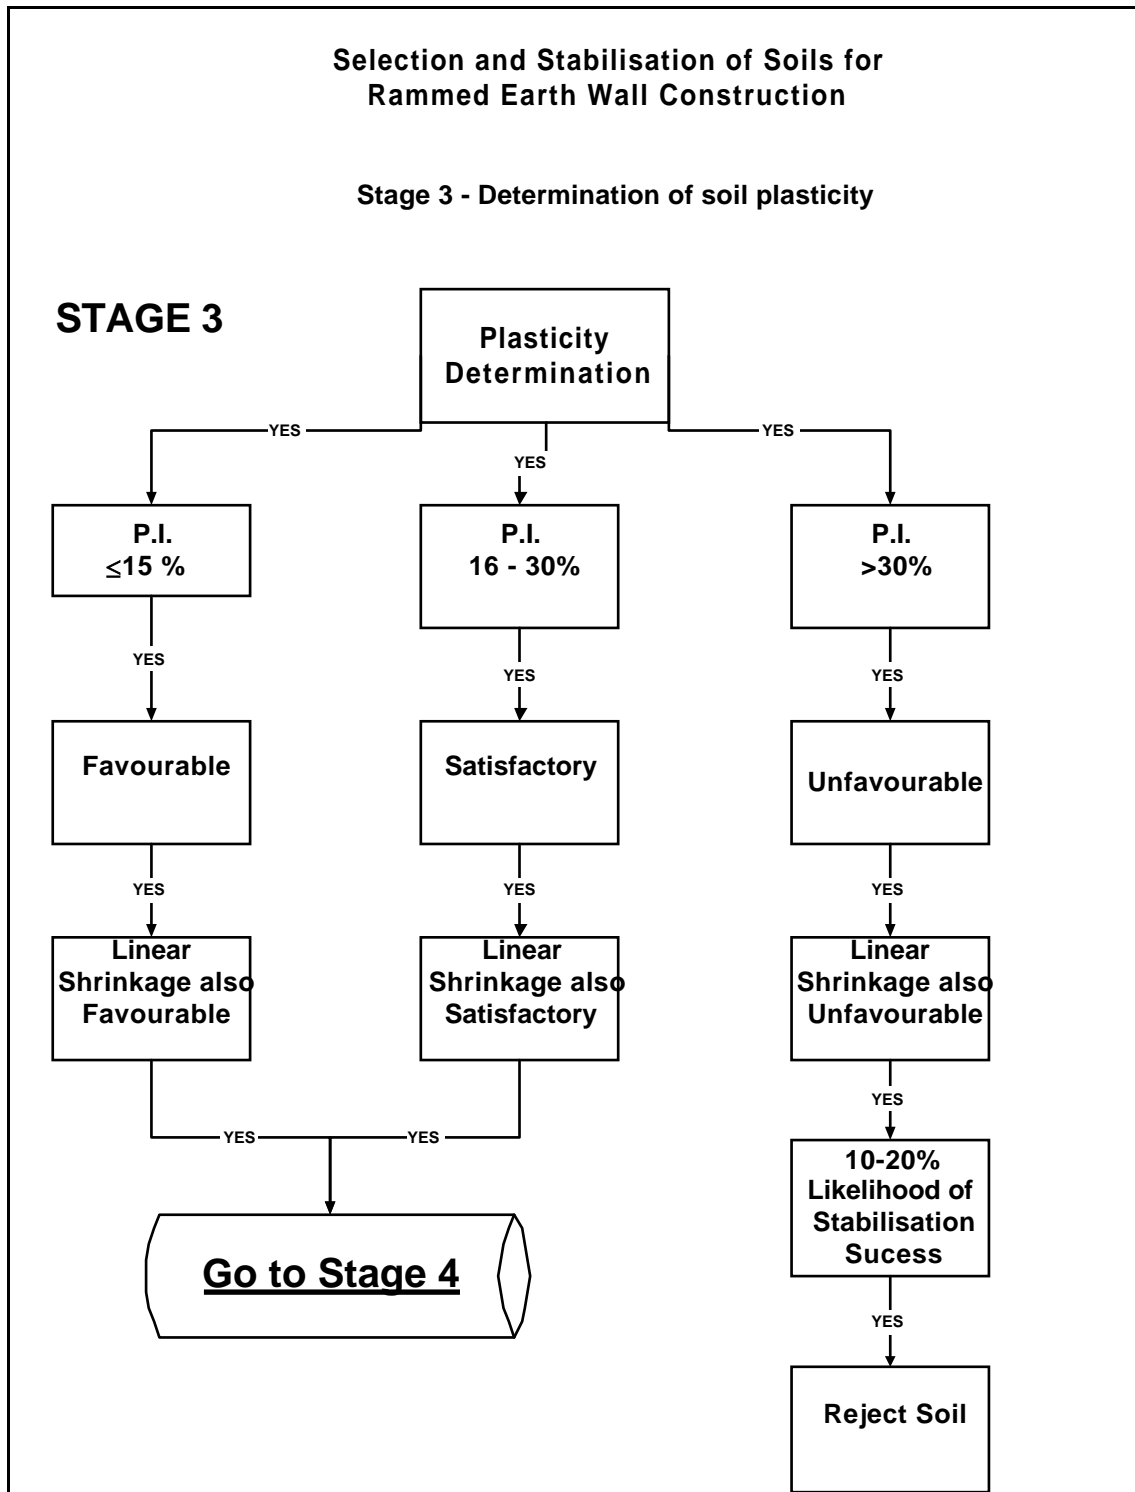 Selection and Stabilisation of Soils for
Rammed Earth Wall Construction
Stage 3 - Determination of soil plasticity
STAGE 3
Plasticity
Determination
YES
YES
YES
P.I.
≤15 %
P.I.
16 - 30%
P.I.
>30%
YES
YES
YES
Favourable
Satisfactory
Unfavourable
YES
YES
YES
Linear
Shrinkage also
Favourable
Linear
Shrinkage also
Satisfactory
Linear
Shrinkage also
Unfavourable
YES
YES
YES
10-20%
Likelihood of
Stabilisation
Sucess
Go to Stage 4
YES
Reject Soil